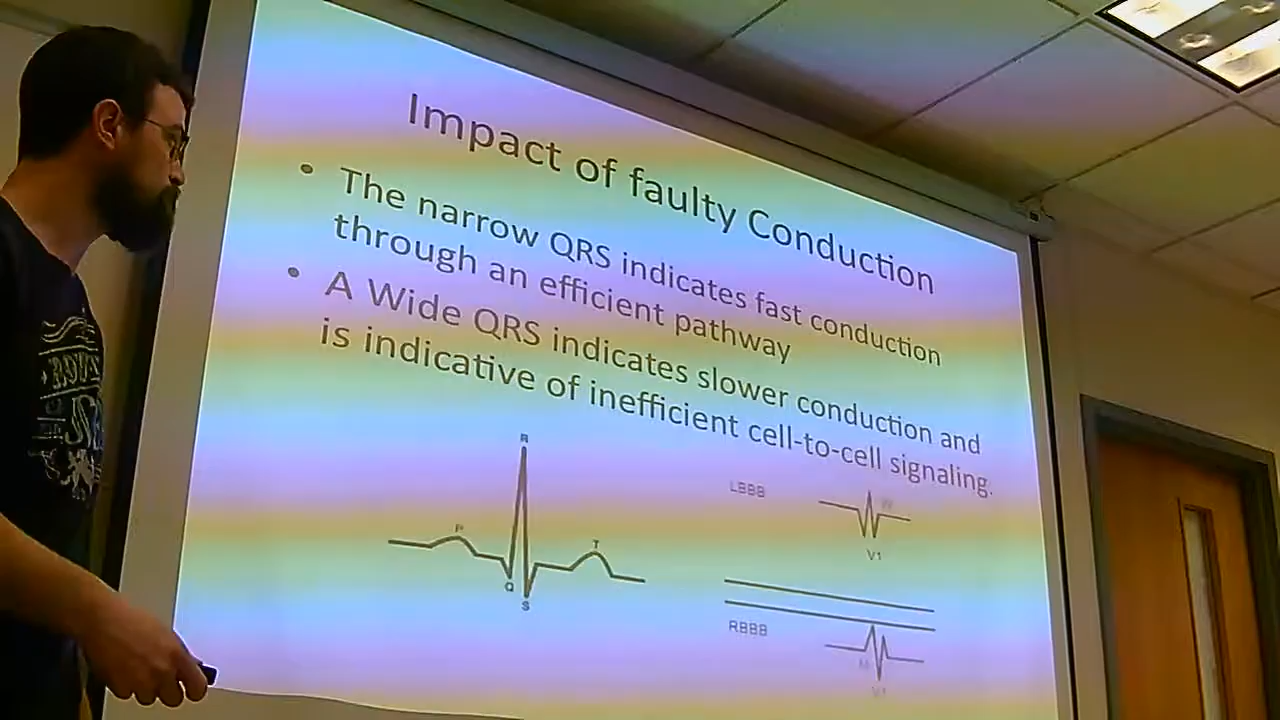 Impact of faulty Conduction
• The narrow QRS indicates fast conduction
through an efficient pathway
• A Wide QRS indicates slower conduction and
is indicative of inefficient cell-to-cell signaling.
R
P
T
Q
S
LBBB
W
V1
RBBB
M
V1